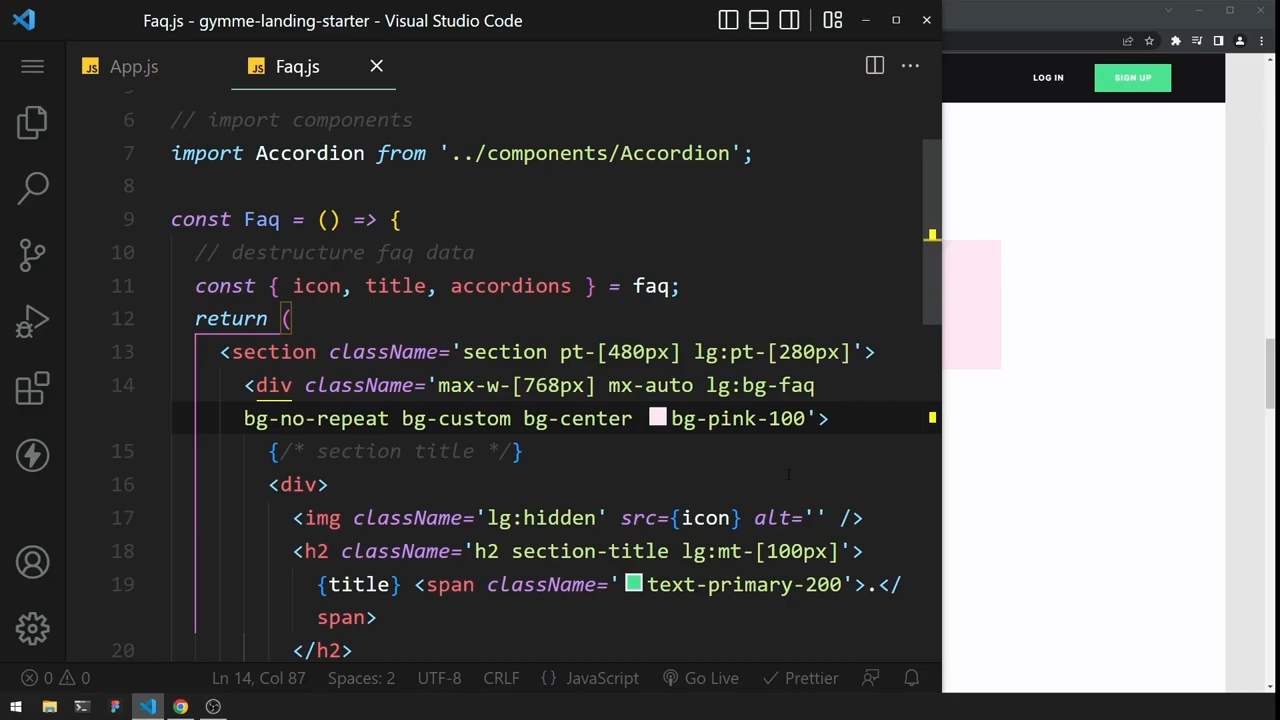 Faq.js - gymme-landing-starter - Visual Studio Code
JS App.js
JS Faq.js
LOG IN
SIGN UP
6 // import components
7 import Accordion from '../components/Accordion';
8
9 const Faq = () => {
10 // destructure faq data
11 const { icon, title, accordions } = faq;
12 return (
13 <section className='section pt-[480px] lg:pt-[280px]'>
14 <div className='max-w-[768px] mx-auto lg:bg-faq
bg-no-repeat bg-custom bg-center bg-pink-100'>
15 {/* section title */}
16 <div>
17 <img className='lg:hidden' src={icon} alt='' />
18 <h2 className='h2 section-title lg:mt-[100px]'>
19 {title} <span className='text-primary-200'>.</
span>
20 </h2>
0 0 Ln 14, Col 87 Spaces: 2 UTF-8 CRLF {} JavaScript Go Live Prettier